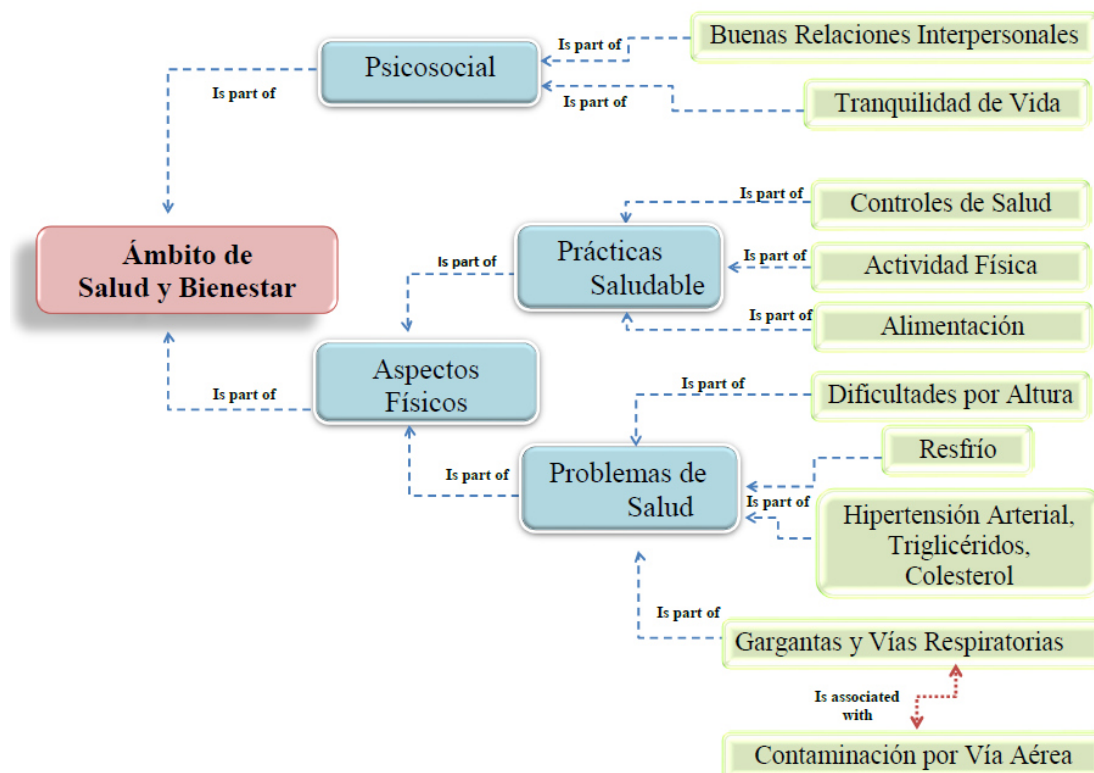 Is part of
Buenas Relaciones Interpersonales
Psicosocial
Is part of
Is part of
Tranquilidad de Vida
Is part of
Controles de Salud
Ámbito de
Salud y Bienestar
Is part of
Prácticas
Saludable
Is part of
Actividad Física
Is part of
Alimentación
Aspectos
Físicos
Is part of
Is part of
Dificultades por Altura
Resfrío
Is part of
Problemas de
Salud
Is part of
Hipertensión Arterial,
Triglicéridos,
Colesterol
Is part of
Gargantas y Vías Respiratorias
Is associated
with
Contaminación por Vía Aérea